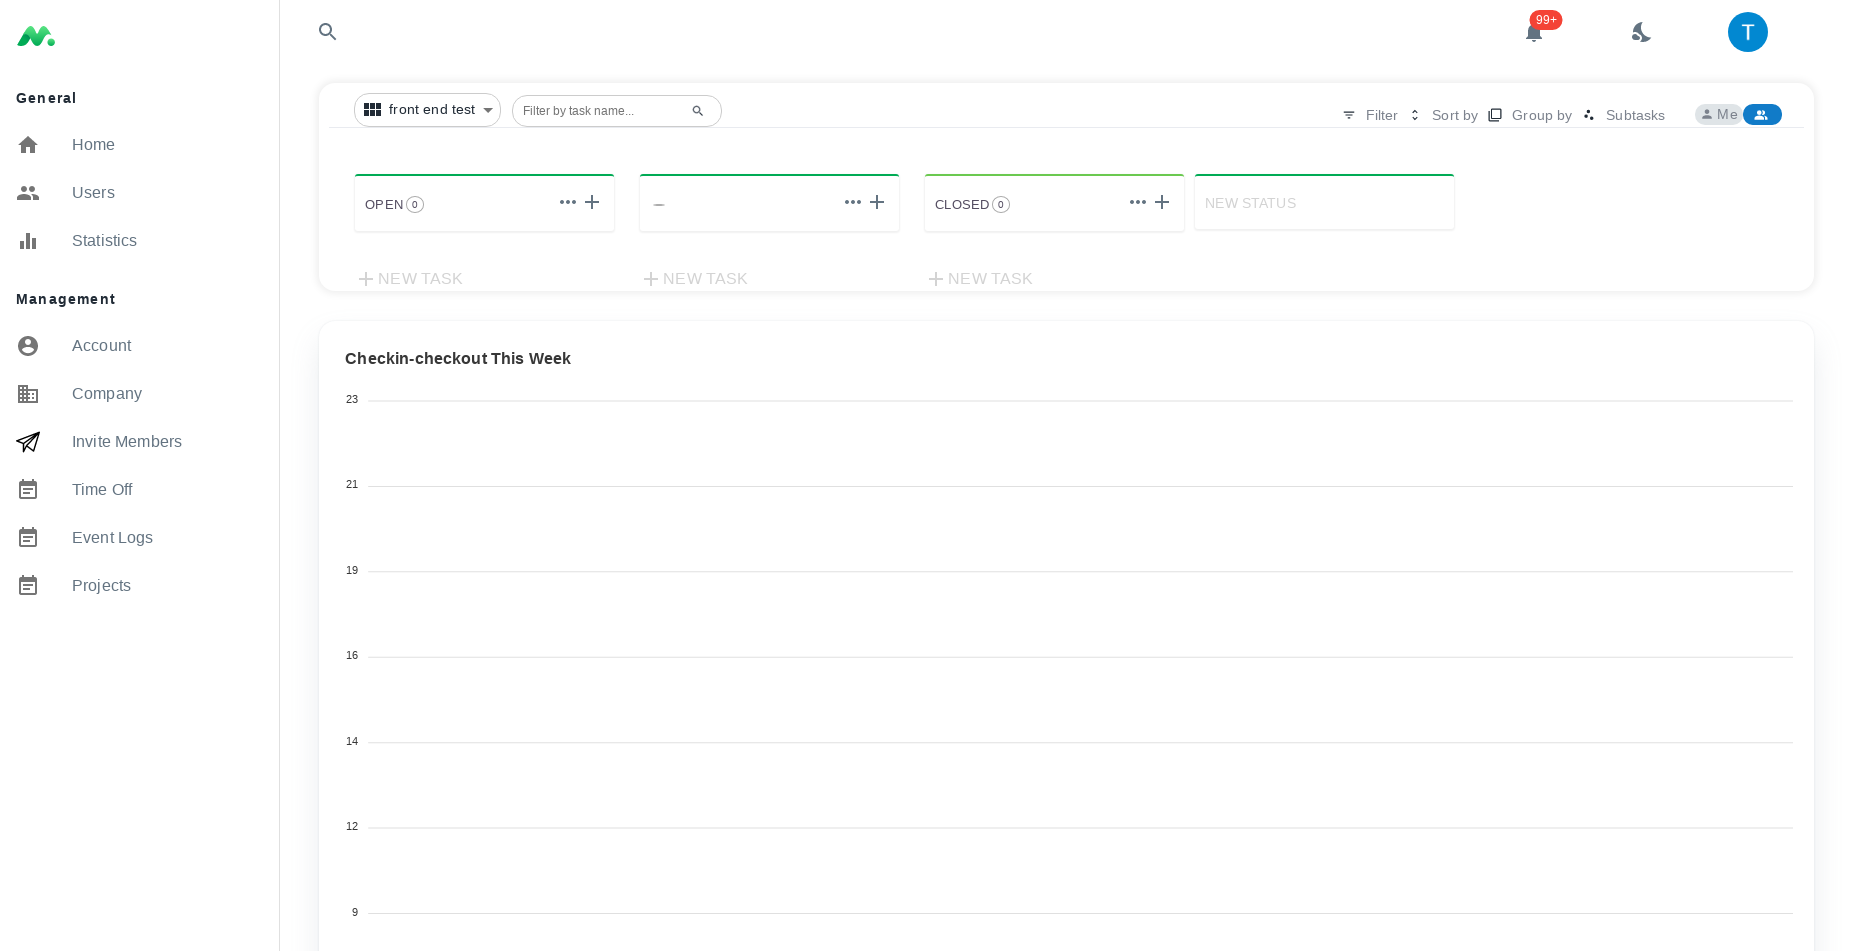 General
Home
Users
Statistics
Management
Account
Company
Invite Members
Time Off
Event Logs
Projects
99+
T
front end test
Filter by task name...
Filter
Sort by
Group by
Subtasks
Me
OPEN 0
CLOSED 0
NEW STATUS
NEW TASK
NEW TASK
NEW TASK
Checkin-checkout This Week
23
21
19
16
14
12
9